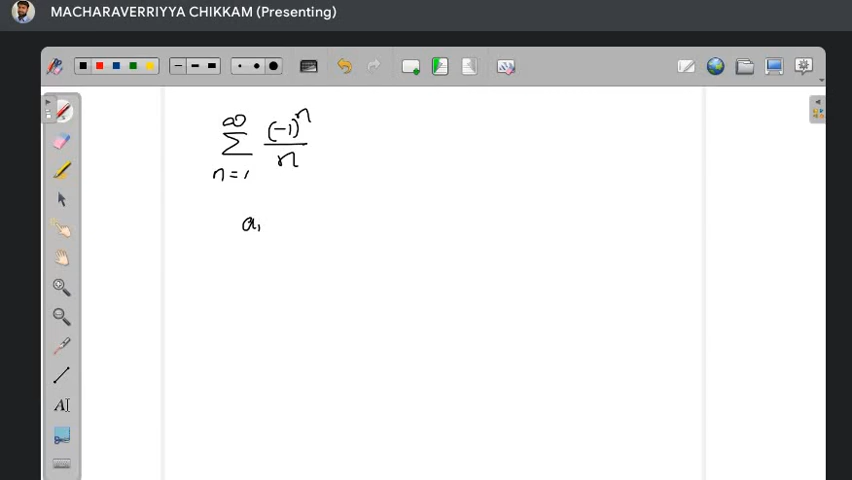 MACHARAVERRIYYA CHIKKAM (Presenting)
∞
∑ (-1)^n / n
n = 1
a₁
A